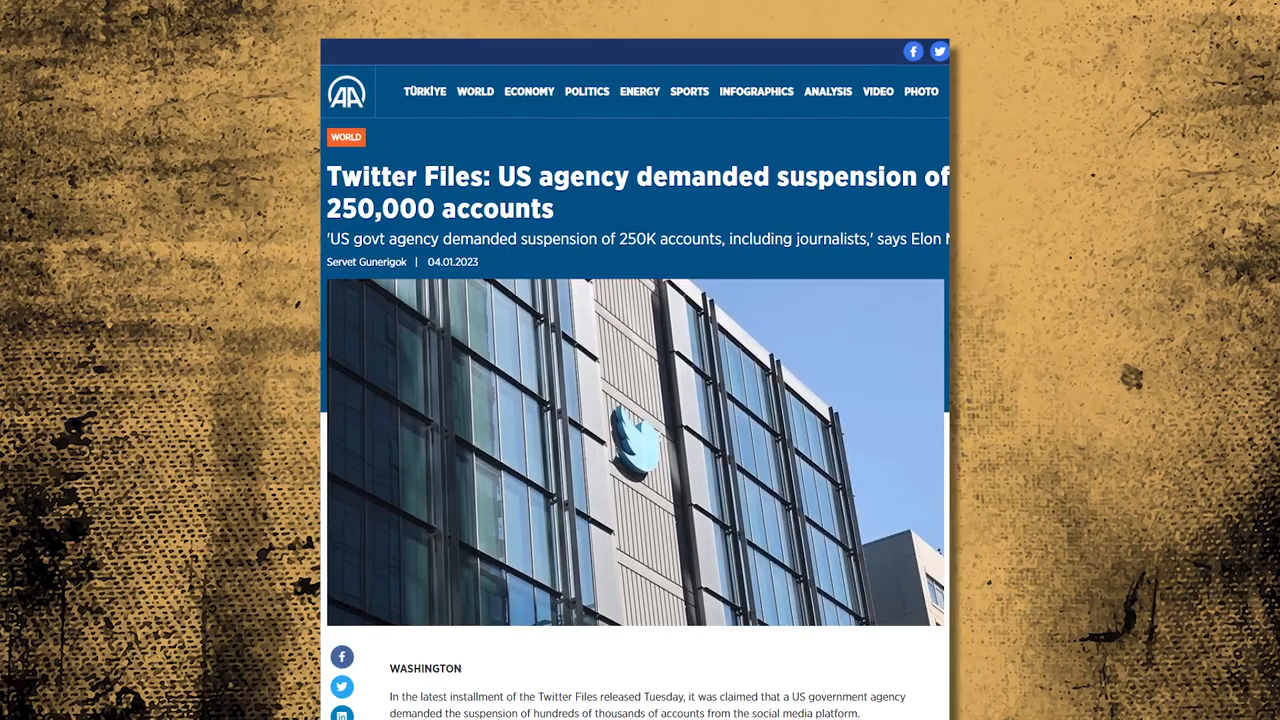 AA
TÜRKİYE WORLD ECONOMY POLITICS ENERGY SPORTS INFOGRAPHICS ANALYSIS VIDEO PHOTO
WORLD
Twitter Files: US agency demanded suspension of
250,000 accounts
'US govt agency demanded suspension of 250K accounts, including journalists,' says Elon
Servet Gunerigok | 04.01.2023
WASHINGTON
In the latest installment of the Twitter Files released Tuesday, it was claimed that a US government agency
demanded the suspension of hundreds of thousands of accounts from the social media platform.